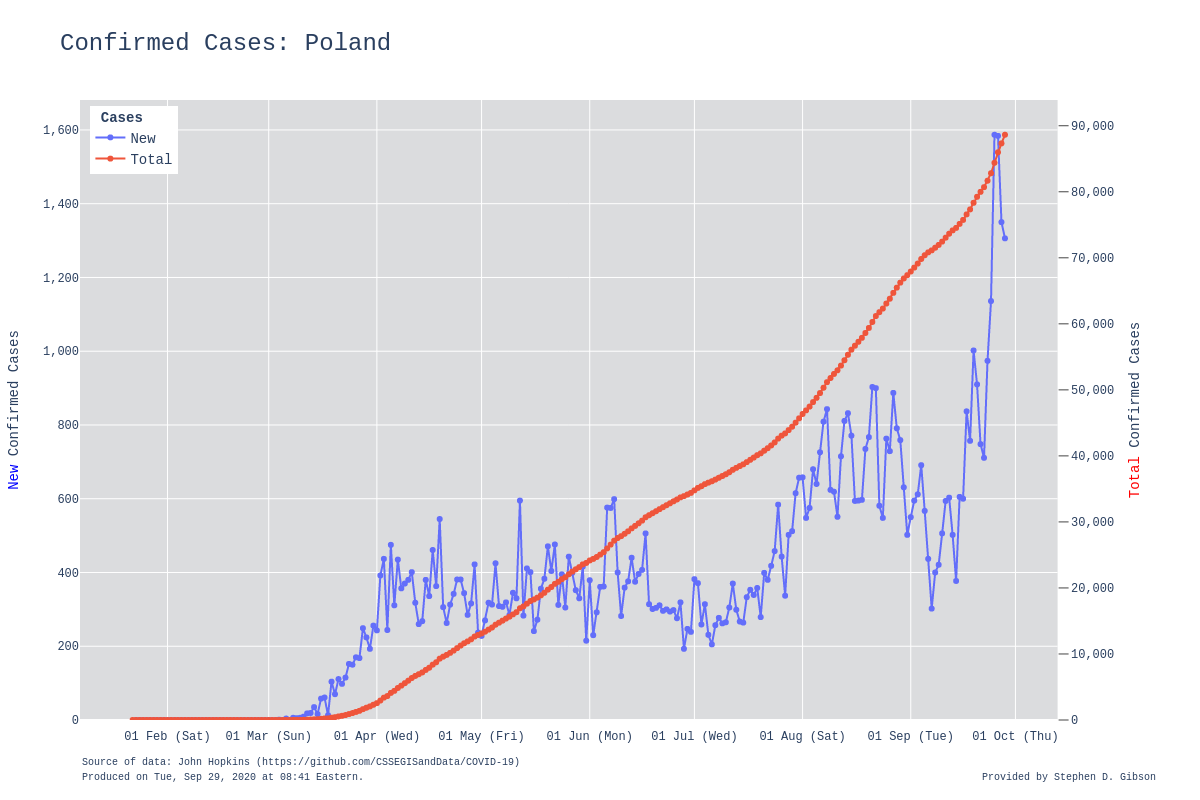 Confirmed Cases: Poland
Cases
New
Total
1,600
1,400
1,200
1,000
800
600
400
200
0
New Confirmed Cases
90,000
80,000
70,000
60,000
50,000
40,000
30,000
20,000
10,000
0
Total Confirmed Cases
01 Feb (Sat) 01 Mar (Sun) 01 Apr (Wed) 01 May (Fri) 01 Jun (Mon) 01 Jul (Wed) 01 Aug (Sat) 01 Sep (Tue) 01 Oct (Thu)
Source of data: John Hopkins (https://github.com/CSSEGISandData/COVID-19)
Produced on Tue, Sep 29, 2020 at 08:41 Eastern.
Provided by Stephen D. Gibson